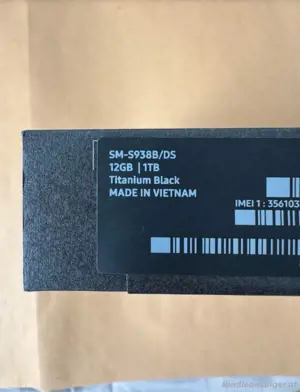 SM-S938B/DS
12GB | 1TB
Titanium Black
MADE IN VIETNAM
IMEI 1 : 356103